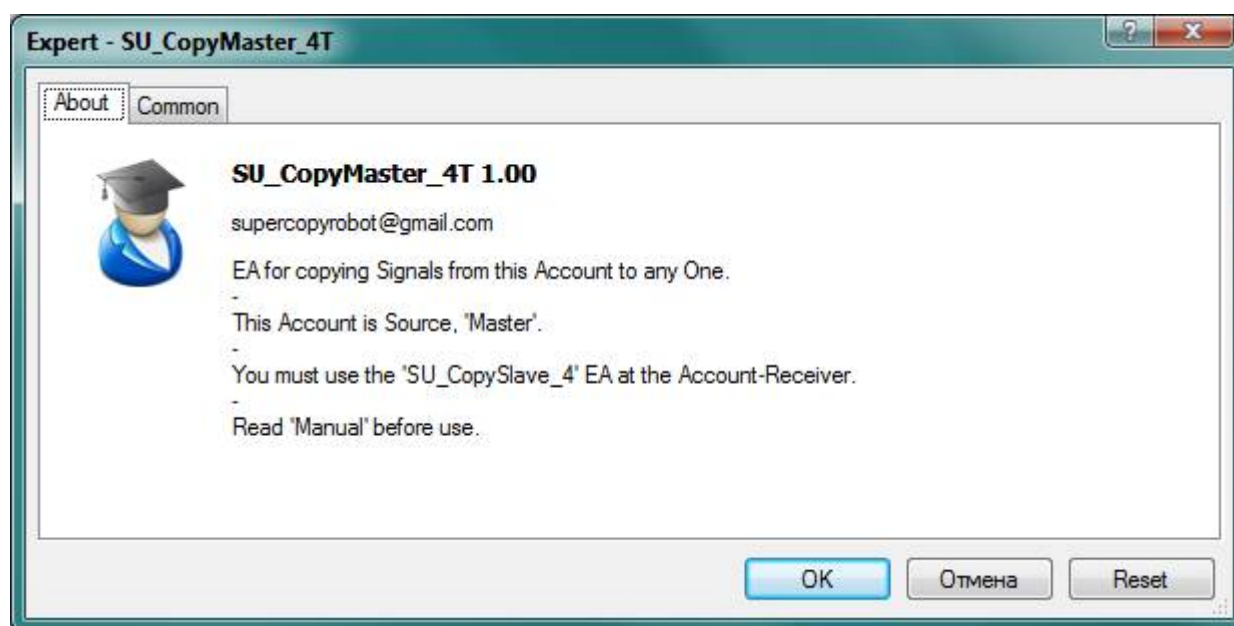 Expert - SU_CopyMaster_4T
About
Common
SU_CopyMaster_4T 1.00
supercopyrobot@gmail.com
EA for copying Signals from this Account to any One.
-
This Account is Source, 'Master'.
-
You must use the 'SU_CopySlave_4' EA at the Account-Receiver.
-
Read 'Manual' before use.
OK
Отмена
Reset